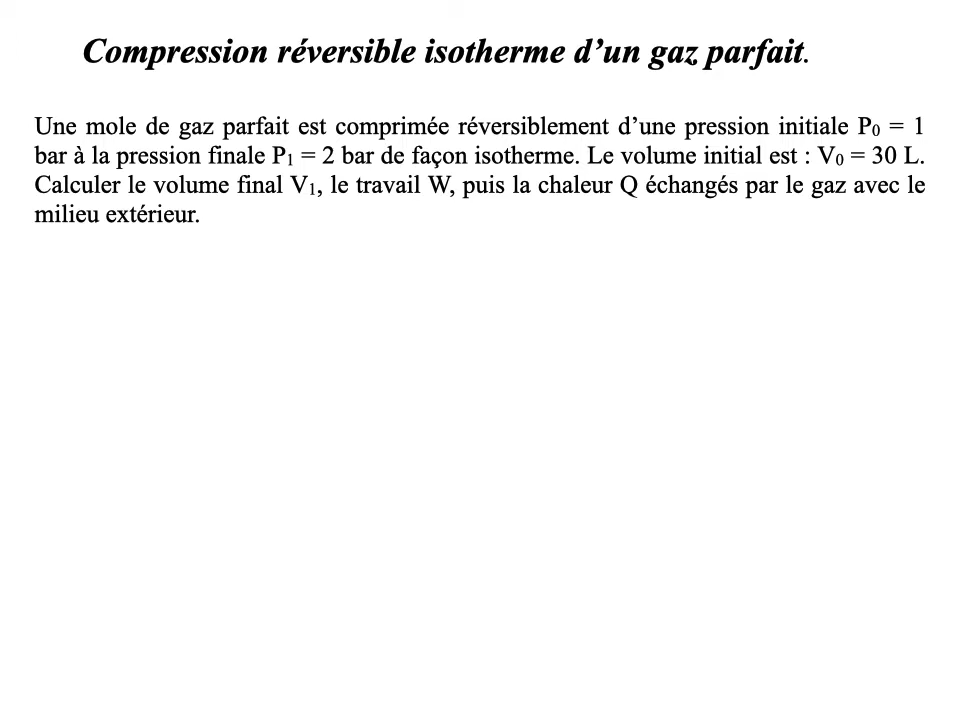 Compression réversible isotherme d’un gaz parfait.
Une mole de gaz parfait est comprimée réversiblement d’une pression initiale P₀ = 1
bar à la pression finale P₁ = 2 bar de façon isotherme. Le volume initial est : V₀ = 30 L.
Calculer le volume final V₁, le travail W, puis la chaleur Q échangés par le gaz avec le
milieu extérieur.